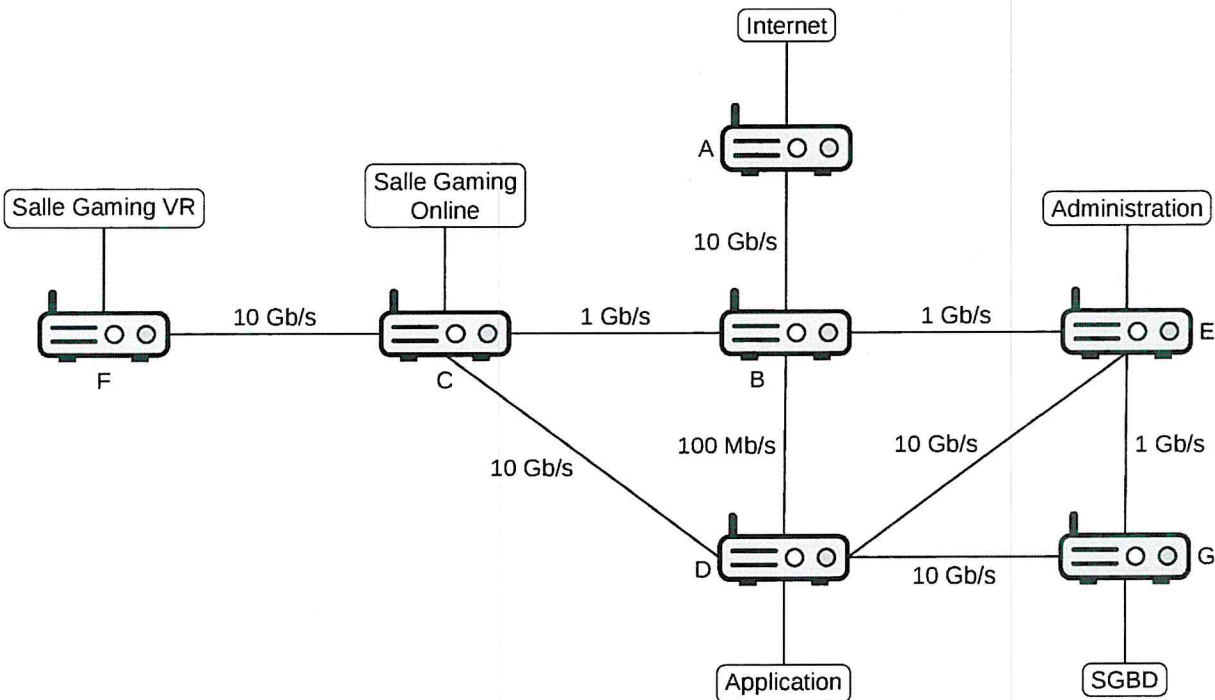 Internet
A
Salle Gaming VR
Salle Gaming
Online
Administration
10 Gb/s
10 Gb/s
1 Gb/s
1 Gb/s
E
F
C
B
10 Gb/s
100 Mb/s
10 Gb/s
1 Gb/s
D
10 Gb/s
G
Application
SGBD